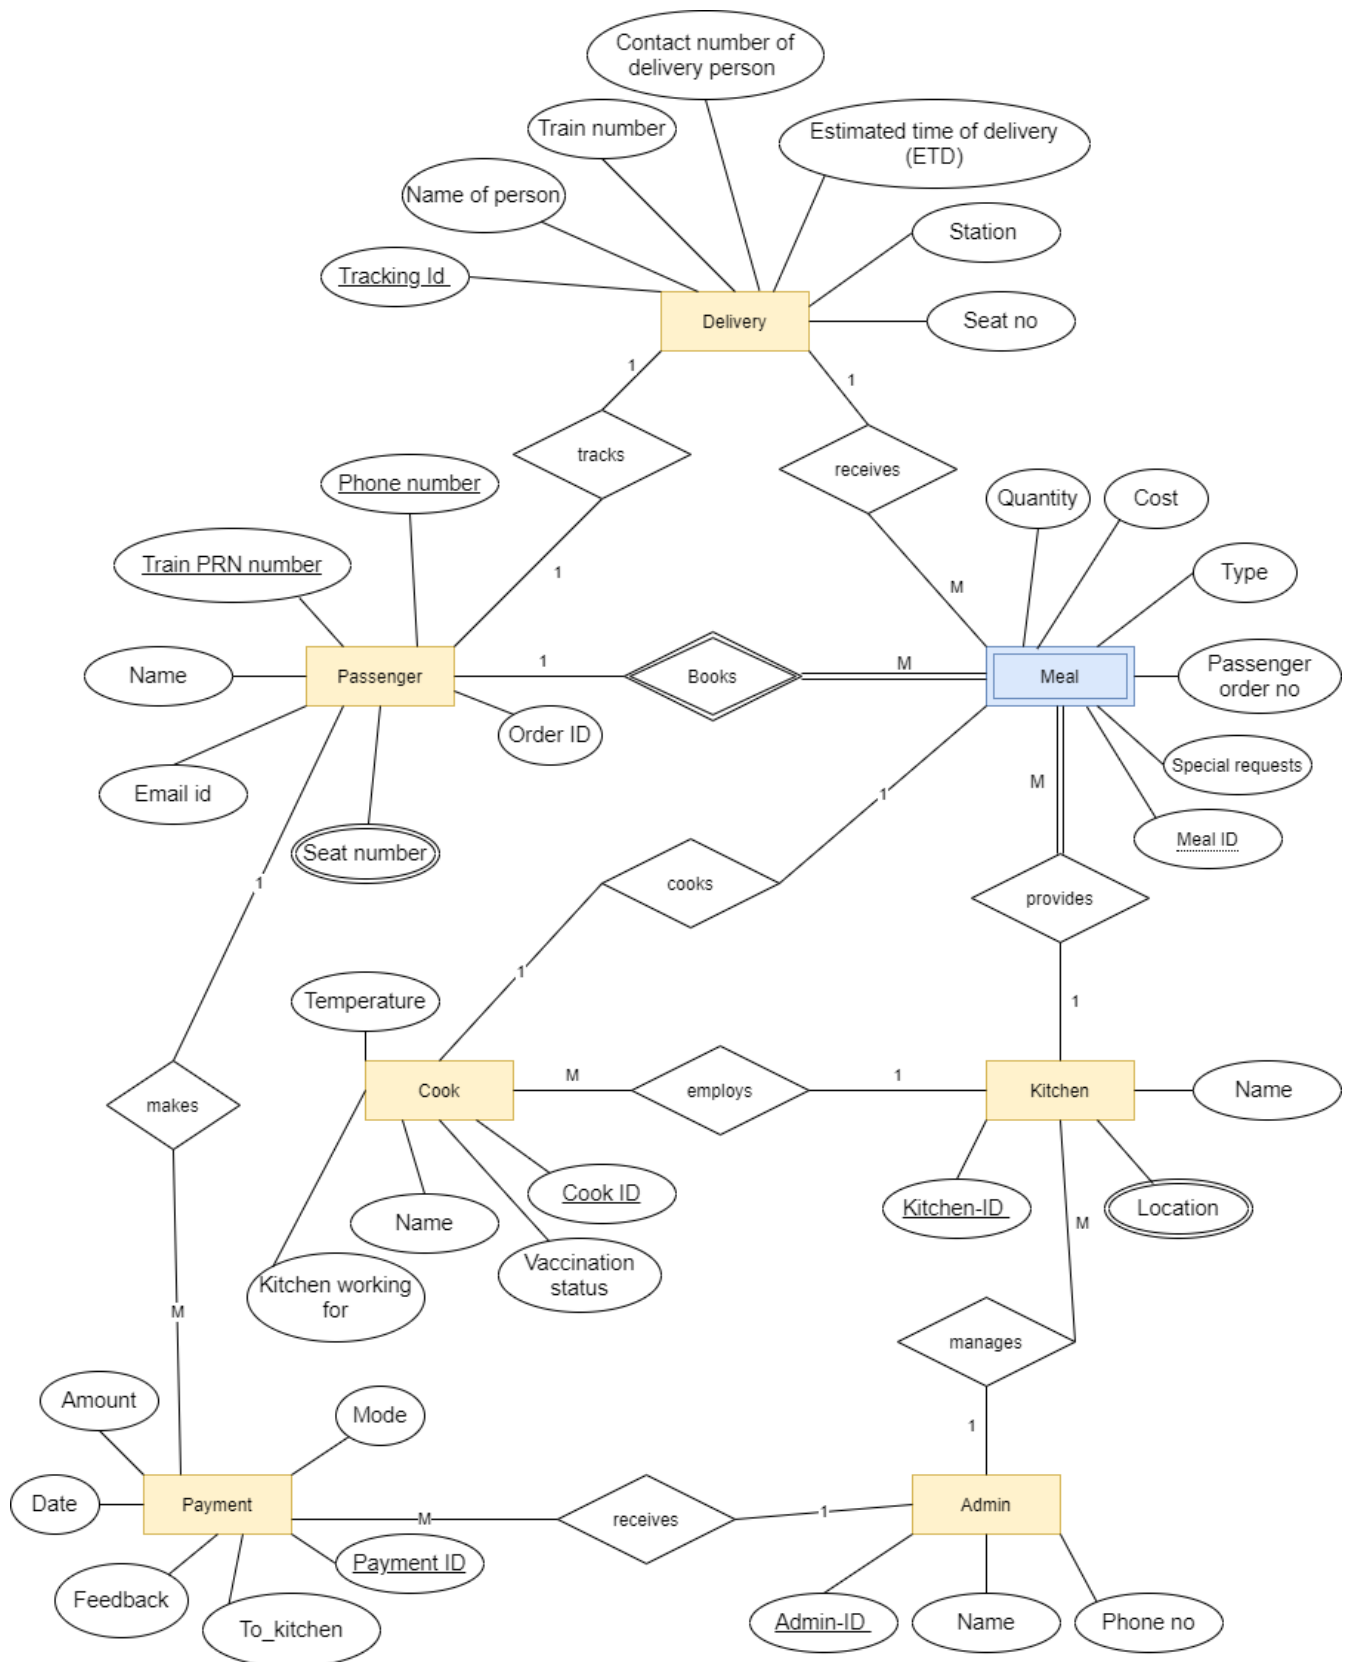 Contact number of
delivery person
Train number
Estimated time of delivery
(ETD)
Name of person
Station
Tracking Id
Delivery
Seat no
1
1
tracks
receives
Phone number
Quantity
Cost
Train PRN number
1
M
Type
Name
Passenger
1
Books
M
Meal
Passenger
order no
Order ID
Email id
Special requests
M
1
Seat number
Meal ID
1
cooks
provides
1
Temperature
1
makes
Cook
M
employs
1
Kitchen
Name
Cook ID
Name
Kitchen-ID
Location
M
Vaccination
status
Kitchen working
for
M
manages
Amount
Mode
1
Date
Payment
M
receives
1
Admin
Payment ID
Feedback
To_kitchen
Admin-ID
Name
Phone no